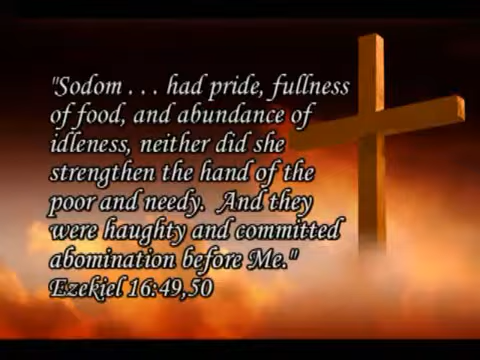 "Sodom . . . had pride, fullness
of food, and abundance of
idleness, neither did she
strengthen the hand of the
poor and needy.  And they
were haughty and committed
abomination before Me."
Ezekiel 16:49,50